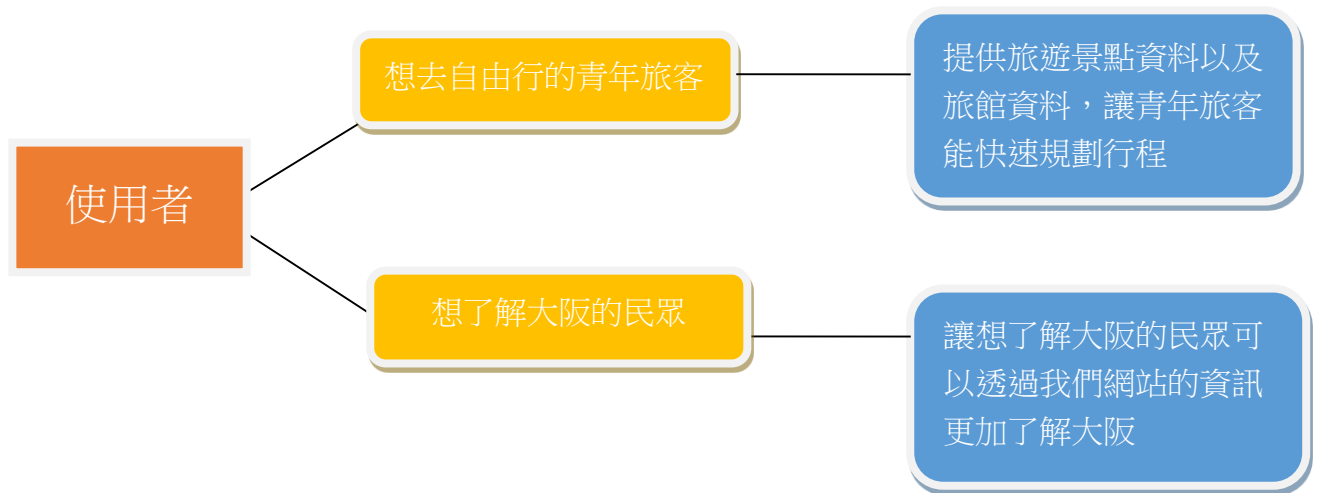 使用者
想去自由行的青年旅客
提供旅遊景點資料以及
旅館資料，讓青年旅客
能快速規劃行程
想了解大阪的民眾
讓想了解大阪的民眾可
以透過我們網站的資訊
更加了解大阪